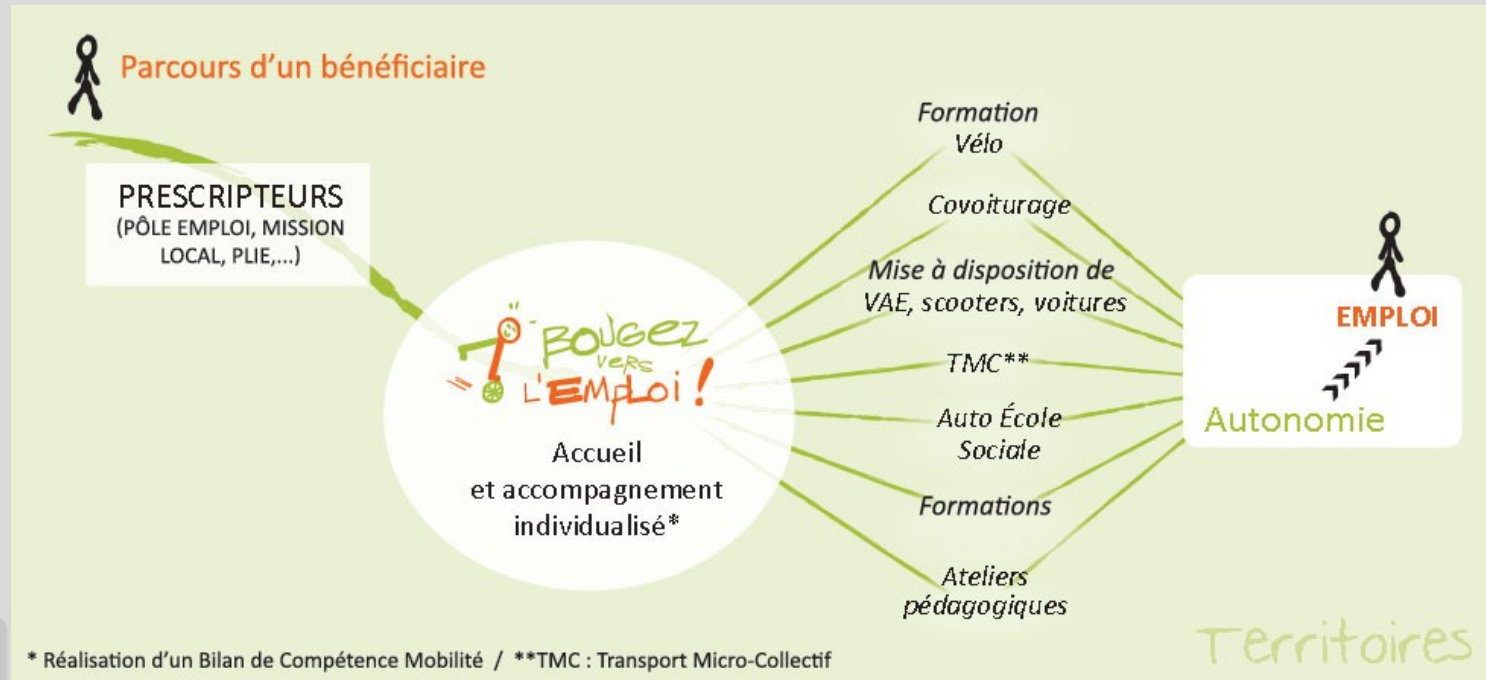 Parcours d'un bénéficiaire
PRESCRIPTEURS
(PÔLE EMPLOI, MISSION
LOCAL, PLIE,...)
BOUGEZ
VERS
L'EMPLOI !
Accueil
et accompagnement
individualisé*
Formation
Vélo
Covoiturage
Mise à disposition de
VAE, scooters, voitures
TMC**
Auto École
Sociale
Formations
Ateliers
pédagogiques
EMPLOI
Autonomie
Territoires
* Réalisation d'un Bilan de Compétence Mobilité / **TMC : Transport Micro-Collectif